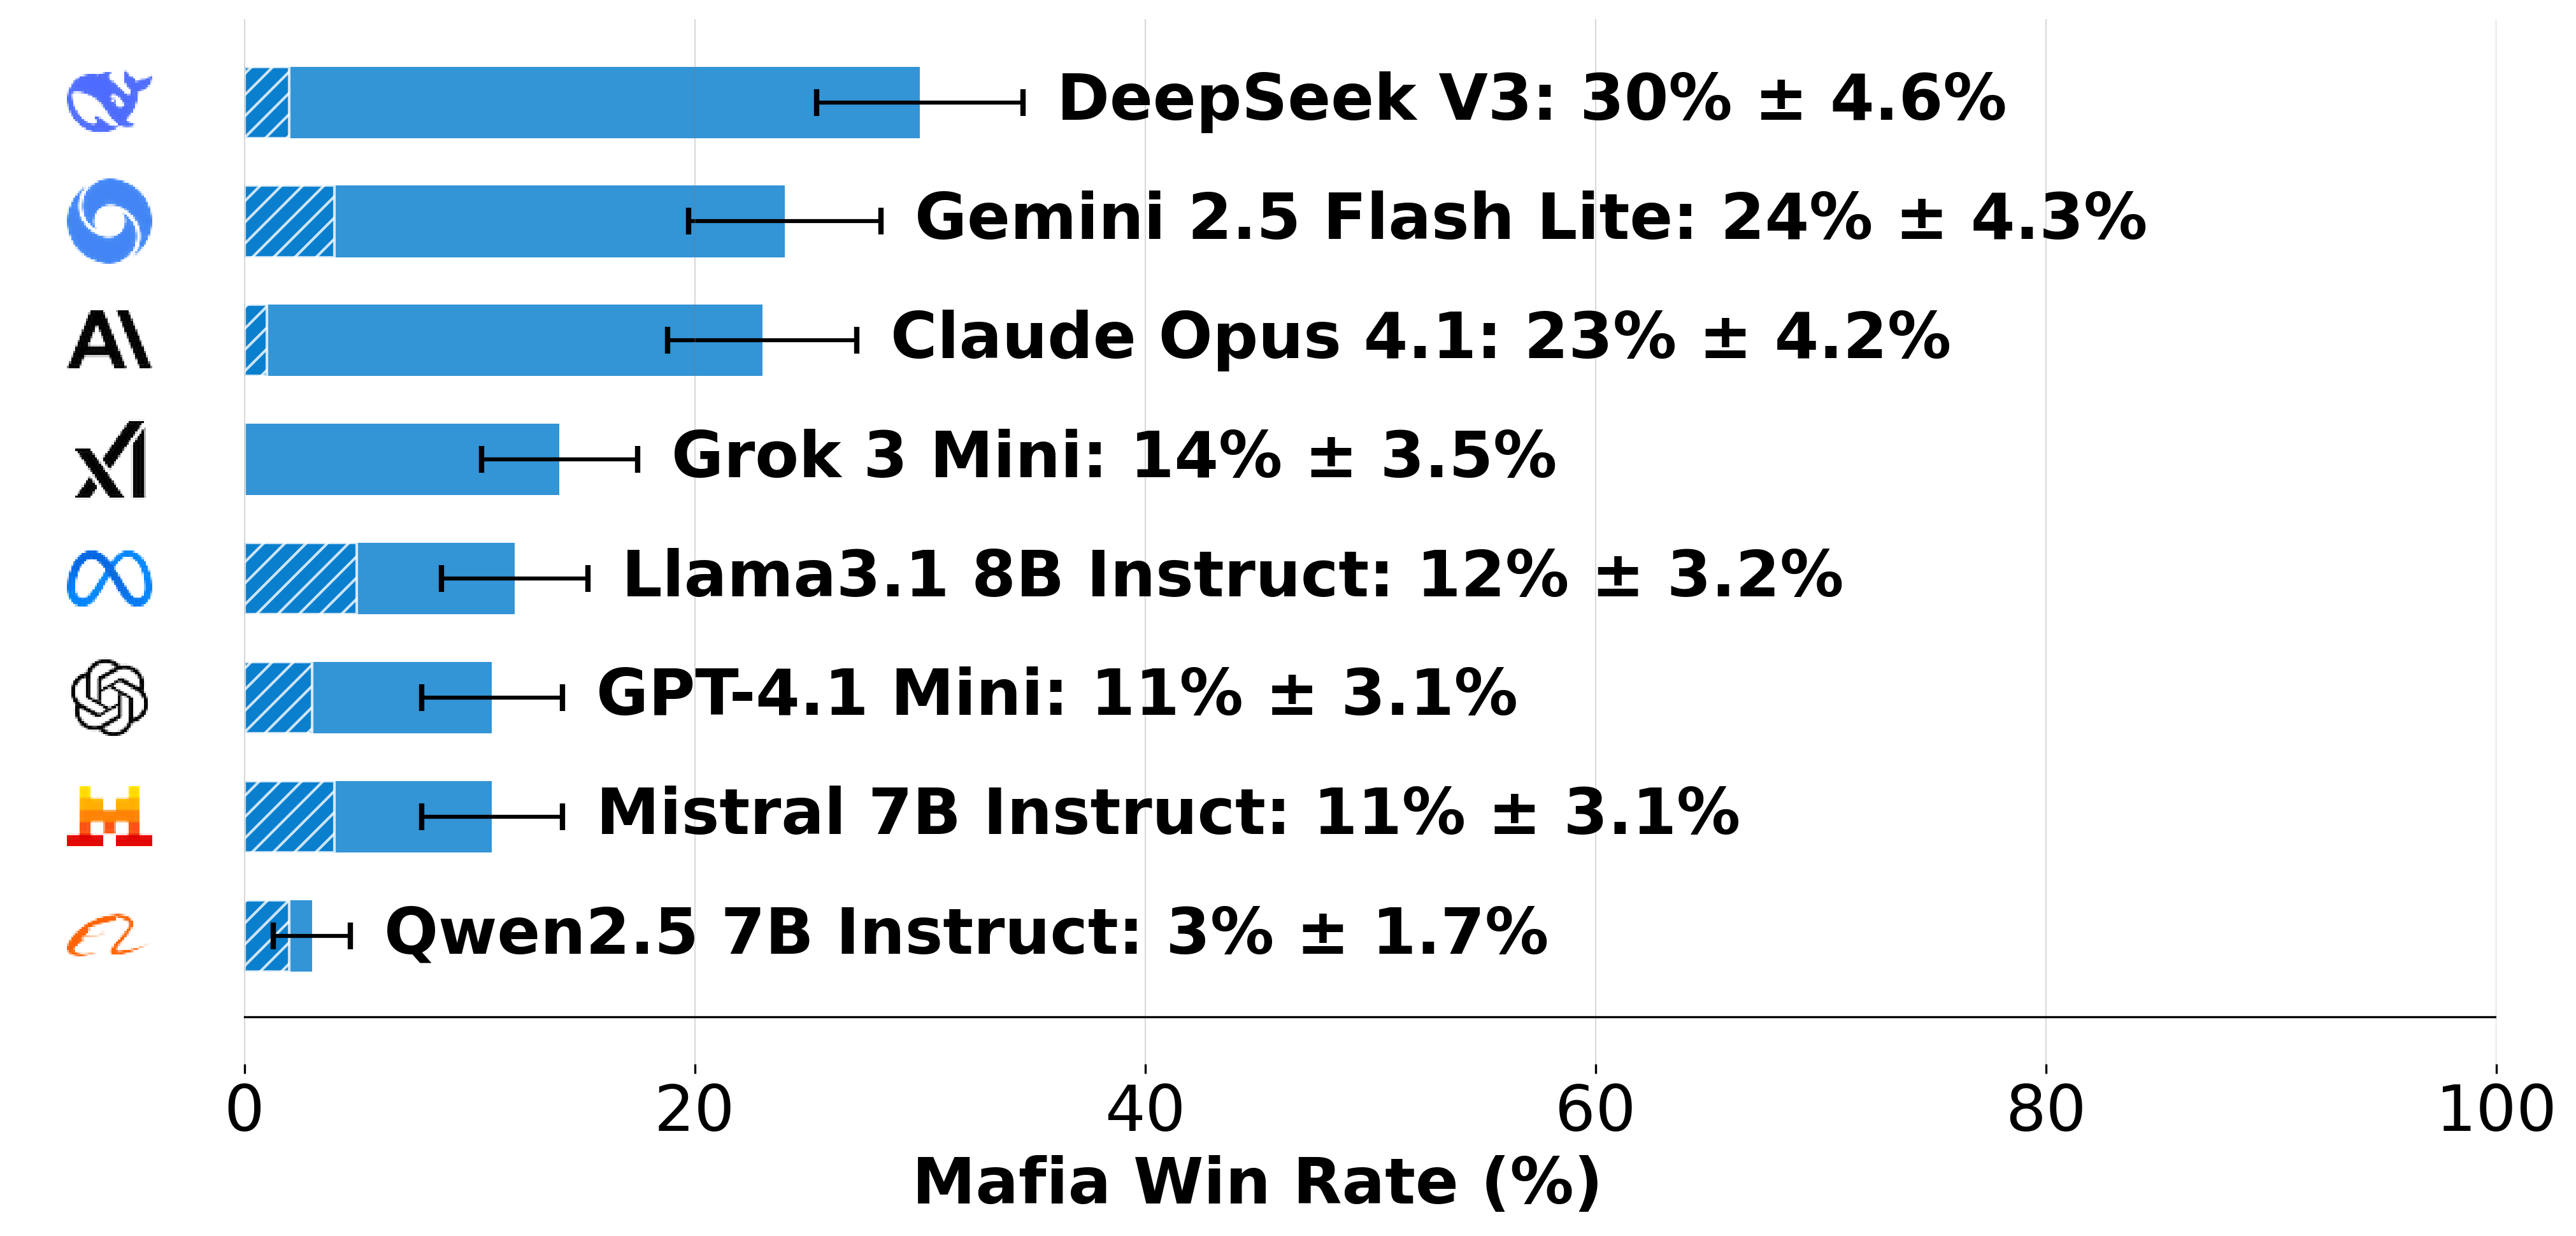 DeepSeek V3: 30% ± 4.6%
Gemini 2.5 Flash Lite: 24% ± 4.3%
Claude Opus 4.1: 23% ± 4.2%
Grok 3 Mini: 14% ± 3.5%
Llama3.1 8B Instruct: 12% ± 3.2%
GPT-4.1 Mini: 11% ± 3.1%
Mistral 7B Instruct: 11% ± 3.1%
Qwen2.5 7B Instruct: 3% ± 1.7%
0 20 40 60 80 100
Mafia Win Rate (%)